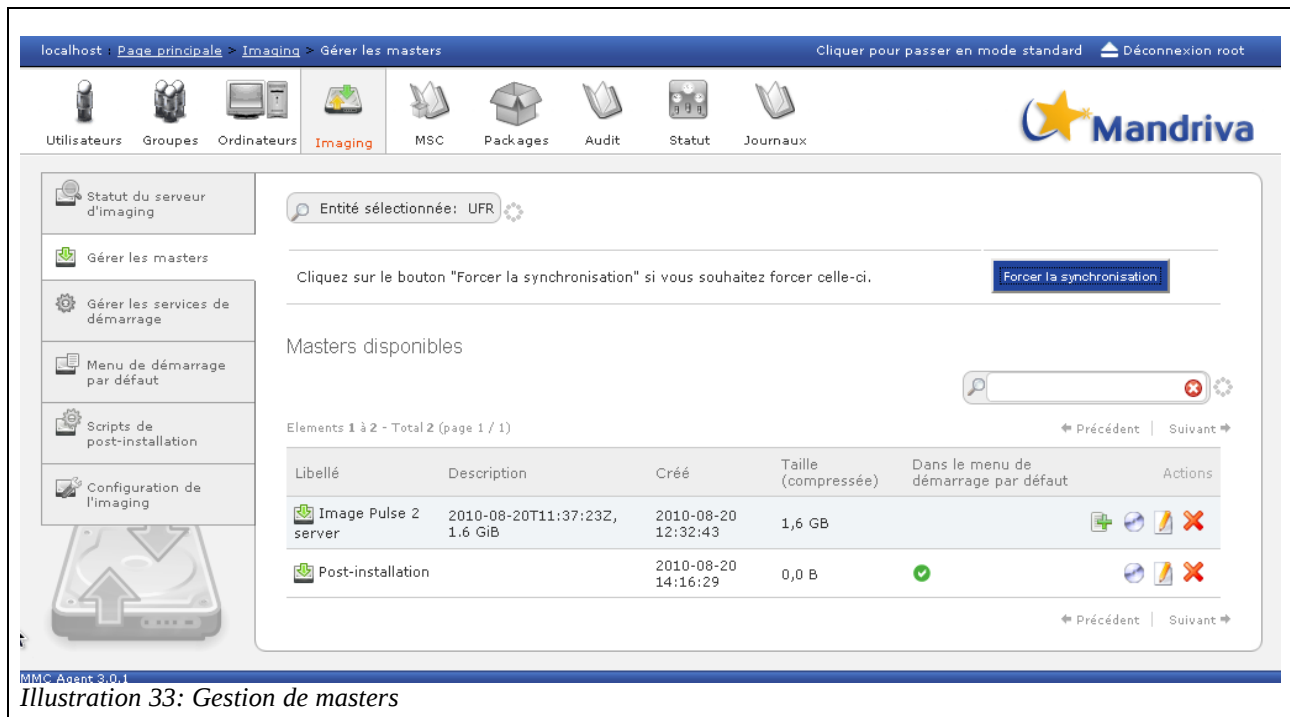 localhost : Page principale > Imaging > Gérer les masters
Cliquer pour passer en mode standard
Déconnexion root
Utilisateurs
Groupes
Ordinateurs
Imaging
MSC
Packages
Audit
Statut
Journaux
Mandriva
Statut du serveur
d'imaging
Gérer les masters
Gérer les services de
démarrage
Menu de démarrage
par défaut
Scripts de
post-installation
Configuration de
l'imaging
Entité sélectionnée: UFR
Cliquez sur le bouton "Forcer la synchronisation" si vous souhaitez forcer celle-ci.
Forcer la synchronisation
Masters disponibles
Elements 1 à 2 - Total 2 (page 1 / 1)
Précédent | Suivant
Libellé
Description
Créé
Taille
(compressée)
Dans le menu de
démarrage par défaut
Actions
Image Pulse 2
server
2010-08-20T11:37:23Z,
1.6 GiB
2010-08-20
12:32:43
1,6 GB
Post-installation
2010-08-20
14:16:29
0,0 B
Précédent | Suivant
MMC Agent 3.0.1
Illustration 33: Gestion de masters